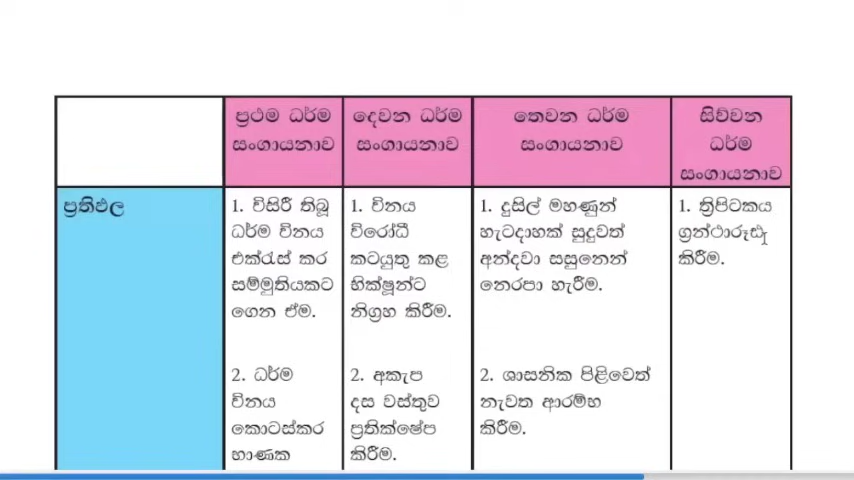 ප්‍රථම ධර්ම
සංගායනාව
දෙවන ධර්ම
සංගායනාව
තෙවන ධර්ම
සංගායනාව
සිව්වන
ධර්ම
සංගායනාව
ප්‍රතිඵල
1. විසිරී තිබූ
ධර්ම විනය
එක්රැස් කර
සම්මුතියකට
ගෙන ඒම.
2. ධර්ම
විනය
කොටස්කර
භාණක
1. විනය
විරෝධී
කටයුතු කළ
භික්ෂූන්ට
නිග්‍රහ කිරීම.
2. අකැප
දස වස්තුව
ප්‍රතික්ෂේප
කිරීම.
1. දුසිල් මහණුන්
හැටදාහක් සුදුවත්
අන්දවා සසුනෙන්
නෙරපා හැරීම.
2. ශාසනික පිළිවෙත්
නැවත ආරම්භ
කිරීම.
1. ත්‍රිපිටකය
ග්‍රන්ථාරූඪ
කිරීම.